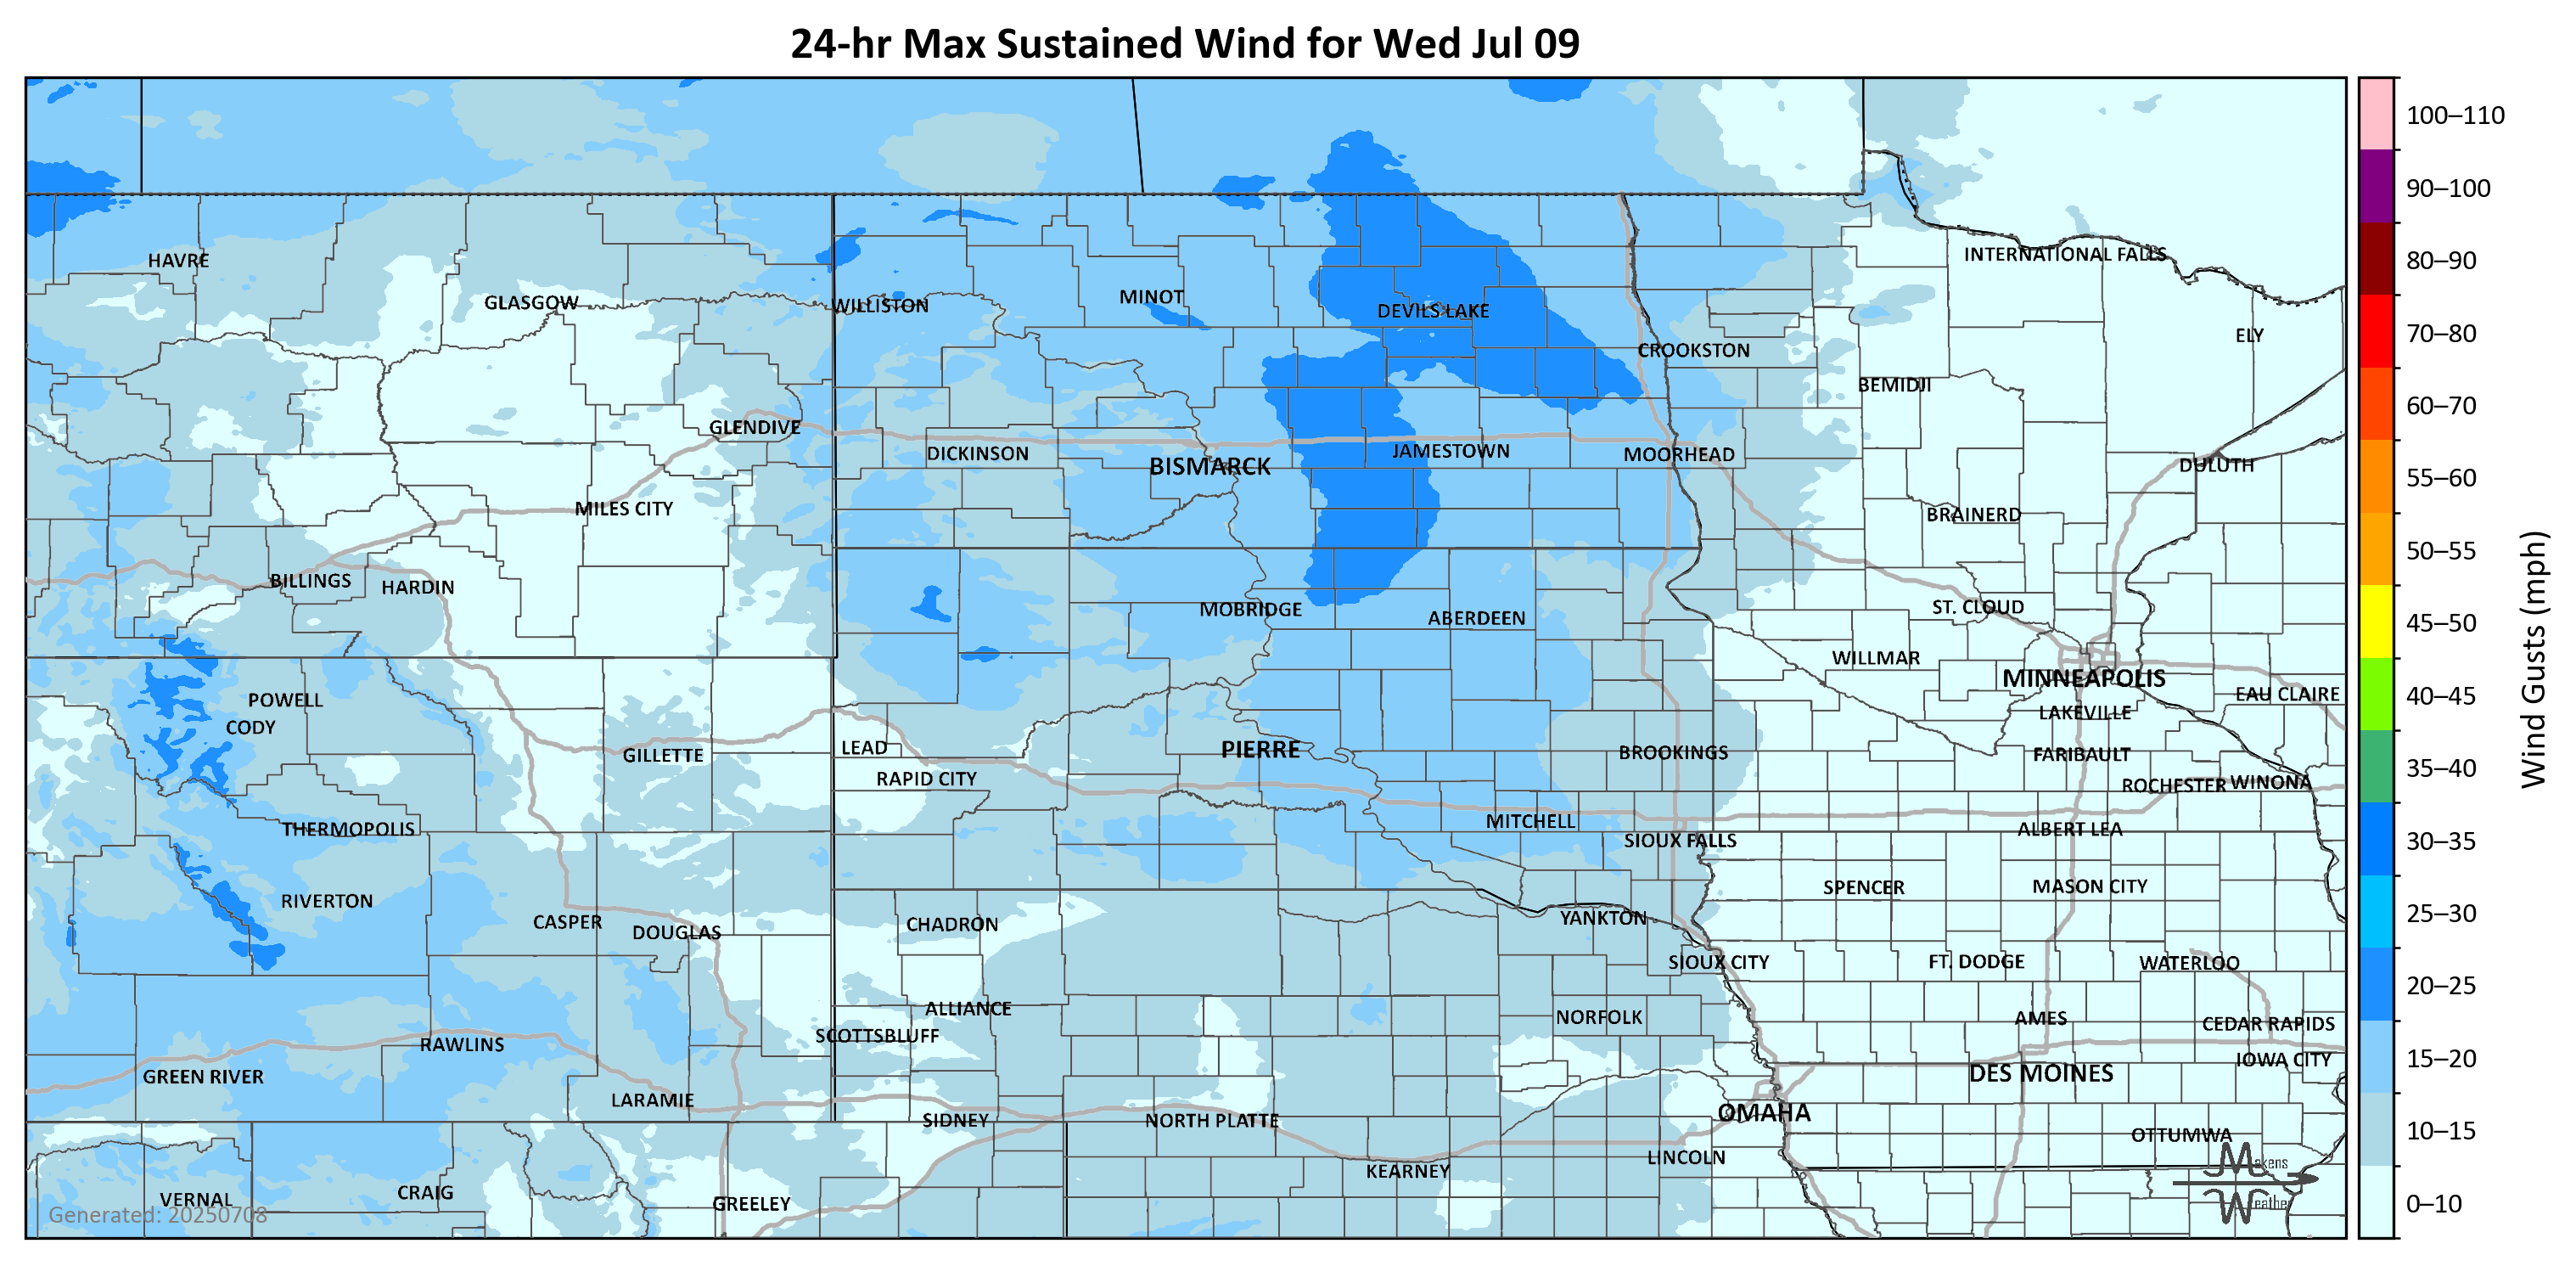 24-hr Max Sustained Wind for Wed Jul 09
100–110
90–100
80–90
70–80
60–70
55–60
50–55
45–50
40–45
35–40
30–35
25–30
20–25
15–20
10–15
0–10
Wind Gusts (mph)
HAVRE
GLASGOW
WILLISTON
MINOT
DEVILS LAKE
CROOKSTON
INTERNATIONAL FALLS
ELY
BEMIDJI
GLENDIVE
DICKINSON
BISMARCK
JAMESTOWN
MOORHEAD
DULUTH
MILES CITY
BRAINERD
BILLINGS
HARDIN
MOBRIDGE
ABERDEEN
ST. CLOUD
WILLMAR
MINNEAPOLIS
EAU CLAIRE
POWELL
CODY
LAKEVILLE
GILLETTE
LEAD
RAPID CITY
PIERRE
BROOKINGS
FARIBAULT
ROCHESTER
WINONA
THERMOPOLIS
MITCHELL
SIOUX FALLS
ALBERT LEA
RIVERTON
CASPER
DOUGLAS
CHADRON
YANKTON
SPENCER
MASON CITY
SIOUX CITY
FT. DODGE
WATERLOO
ALLIANCE
SCOTTSBLUFF
NORFOLK
AMES
CEDAR RAPIDS
RAWLINS
GREEN RIVER
IOWA CITY
DES MOINES
LARAMIE
SIDNEY
NORTH PLATTE
OMAHA
OTTUMWA
LINCOLN
KEARNEY
VERNAL
CRAIG
GREELEY
Generated: 20250708
Makens
Weather